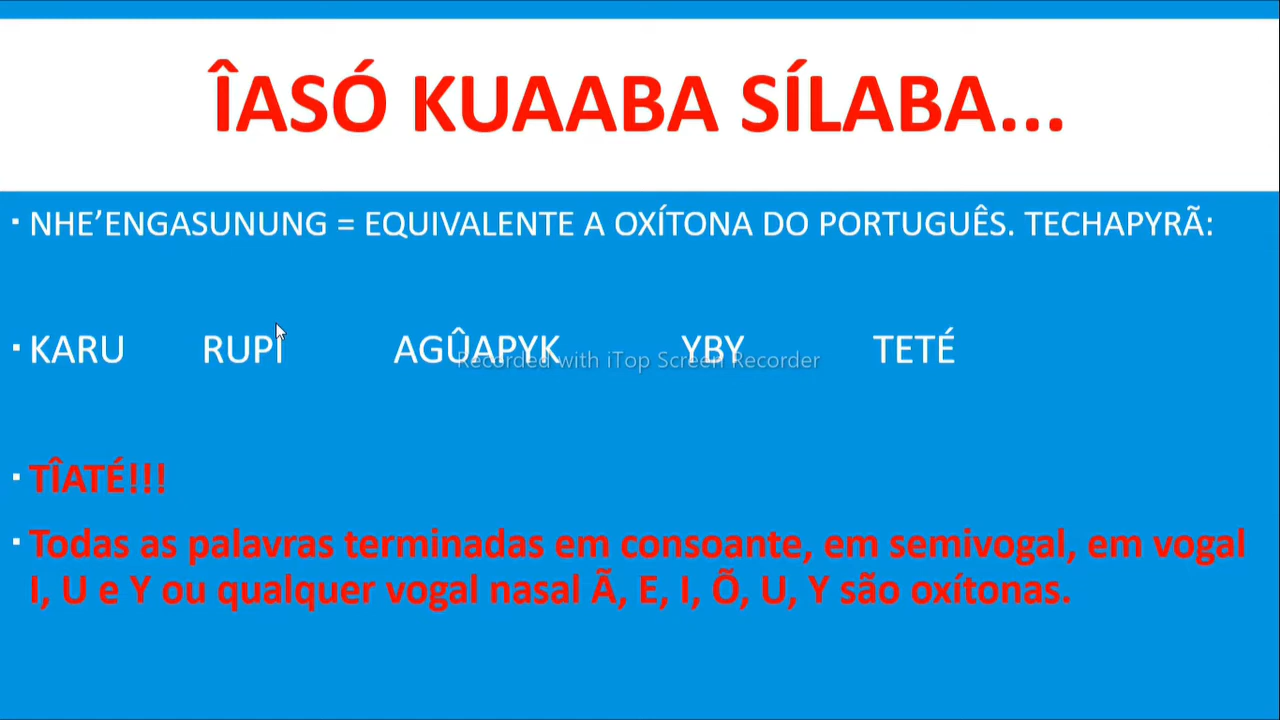 ÎASÓ KUAABA SÍLABA...
NHE’ENGASUNUNG = EQUIVALENTE A OXÍTONA DO PORTUGUÊS. TECHAPYRÃ:
KARU RUPI AGÛAPYK YBY TETÉ
Recorded with iTop Screen Recorder
TÎATÉ!!!
Todas as palavras terminadas em consoante, em semivogal, em vogal
I, U e Y ou qualquer vogal nasal Ã, E, I, Õ, U, Y são oxítonas.